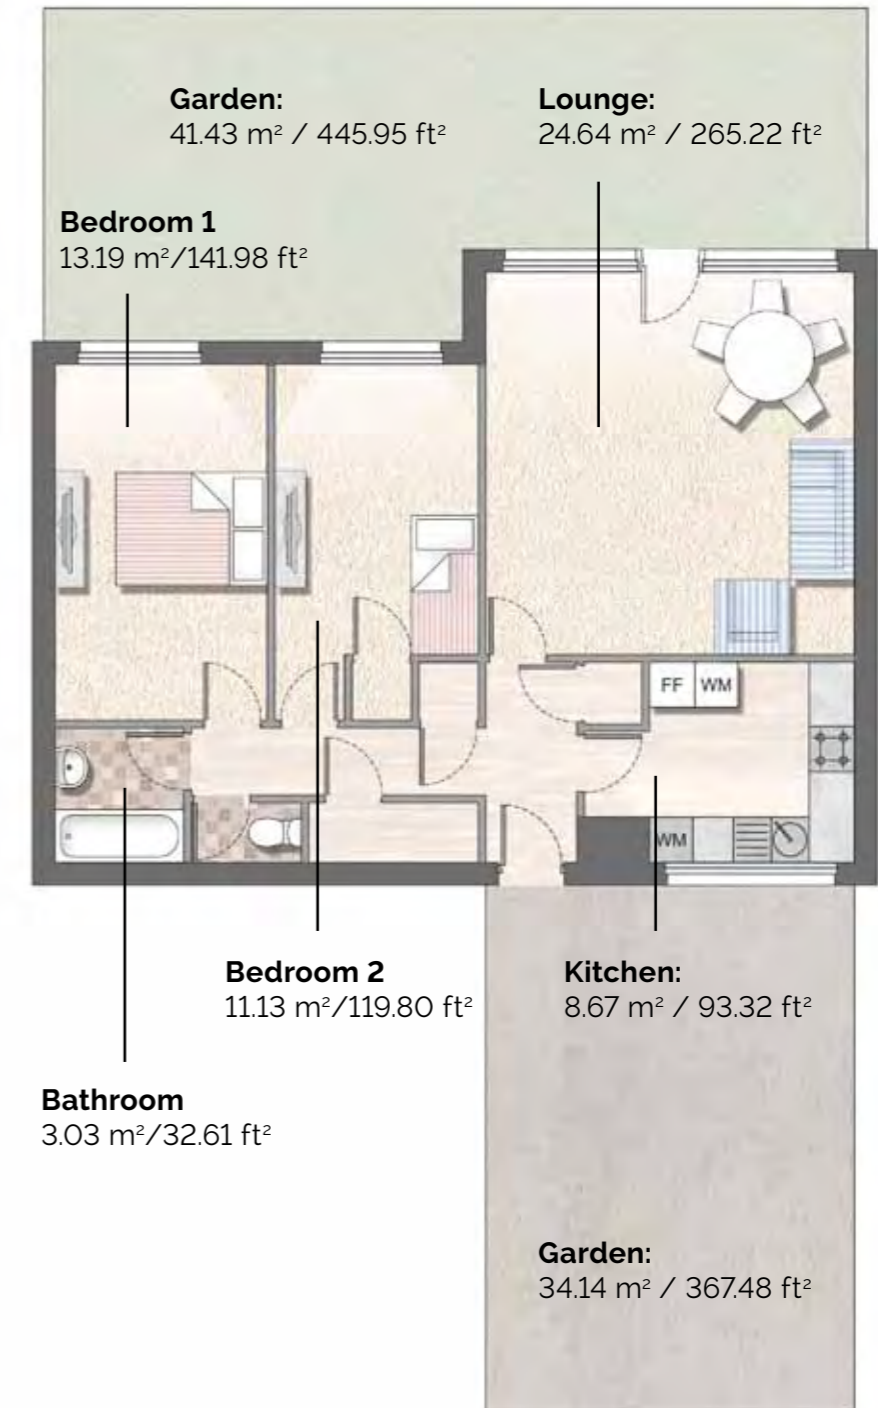 Garden:
41.43 m² / 445.95 ft²
Lounge:
24.64 m² / 265.22 ft²
Bedroom 1
13.19 m²/141.98 ft²
FF WM
WM
Bedroom 2
11.13 m²/119.80 ft²
Kitchen:
8.67 m² / 93.32 ft²
Bathroom
3.03 m²/32.61 ft²
Garden:
34.14 m² / 367.48 ft²